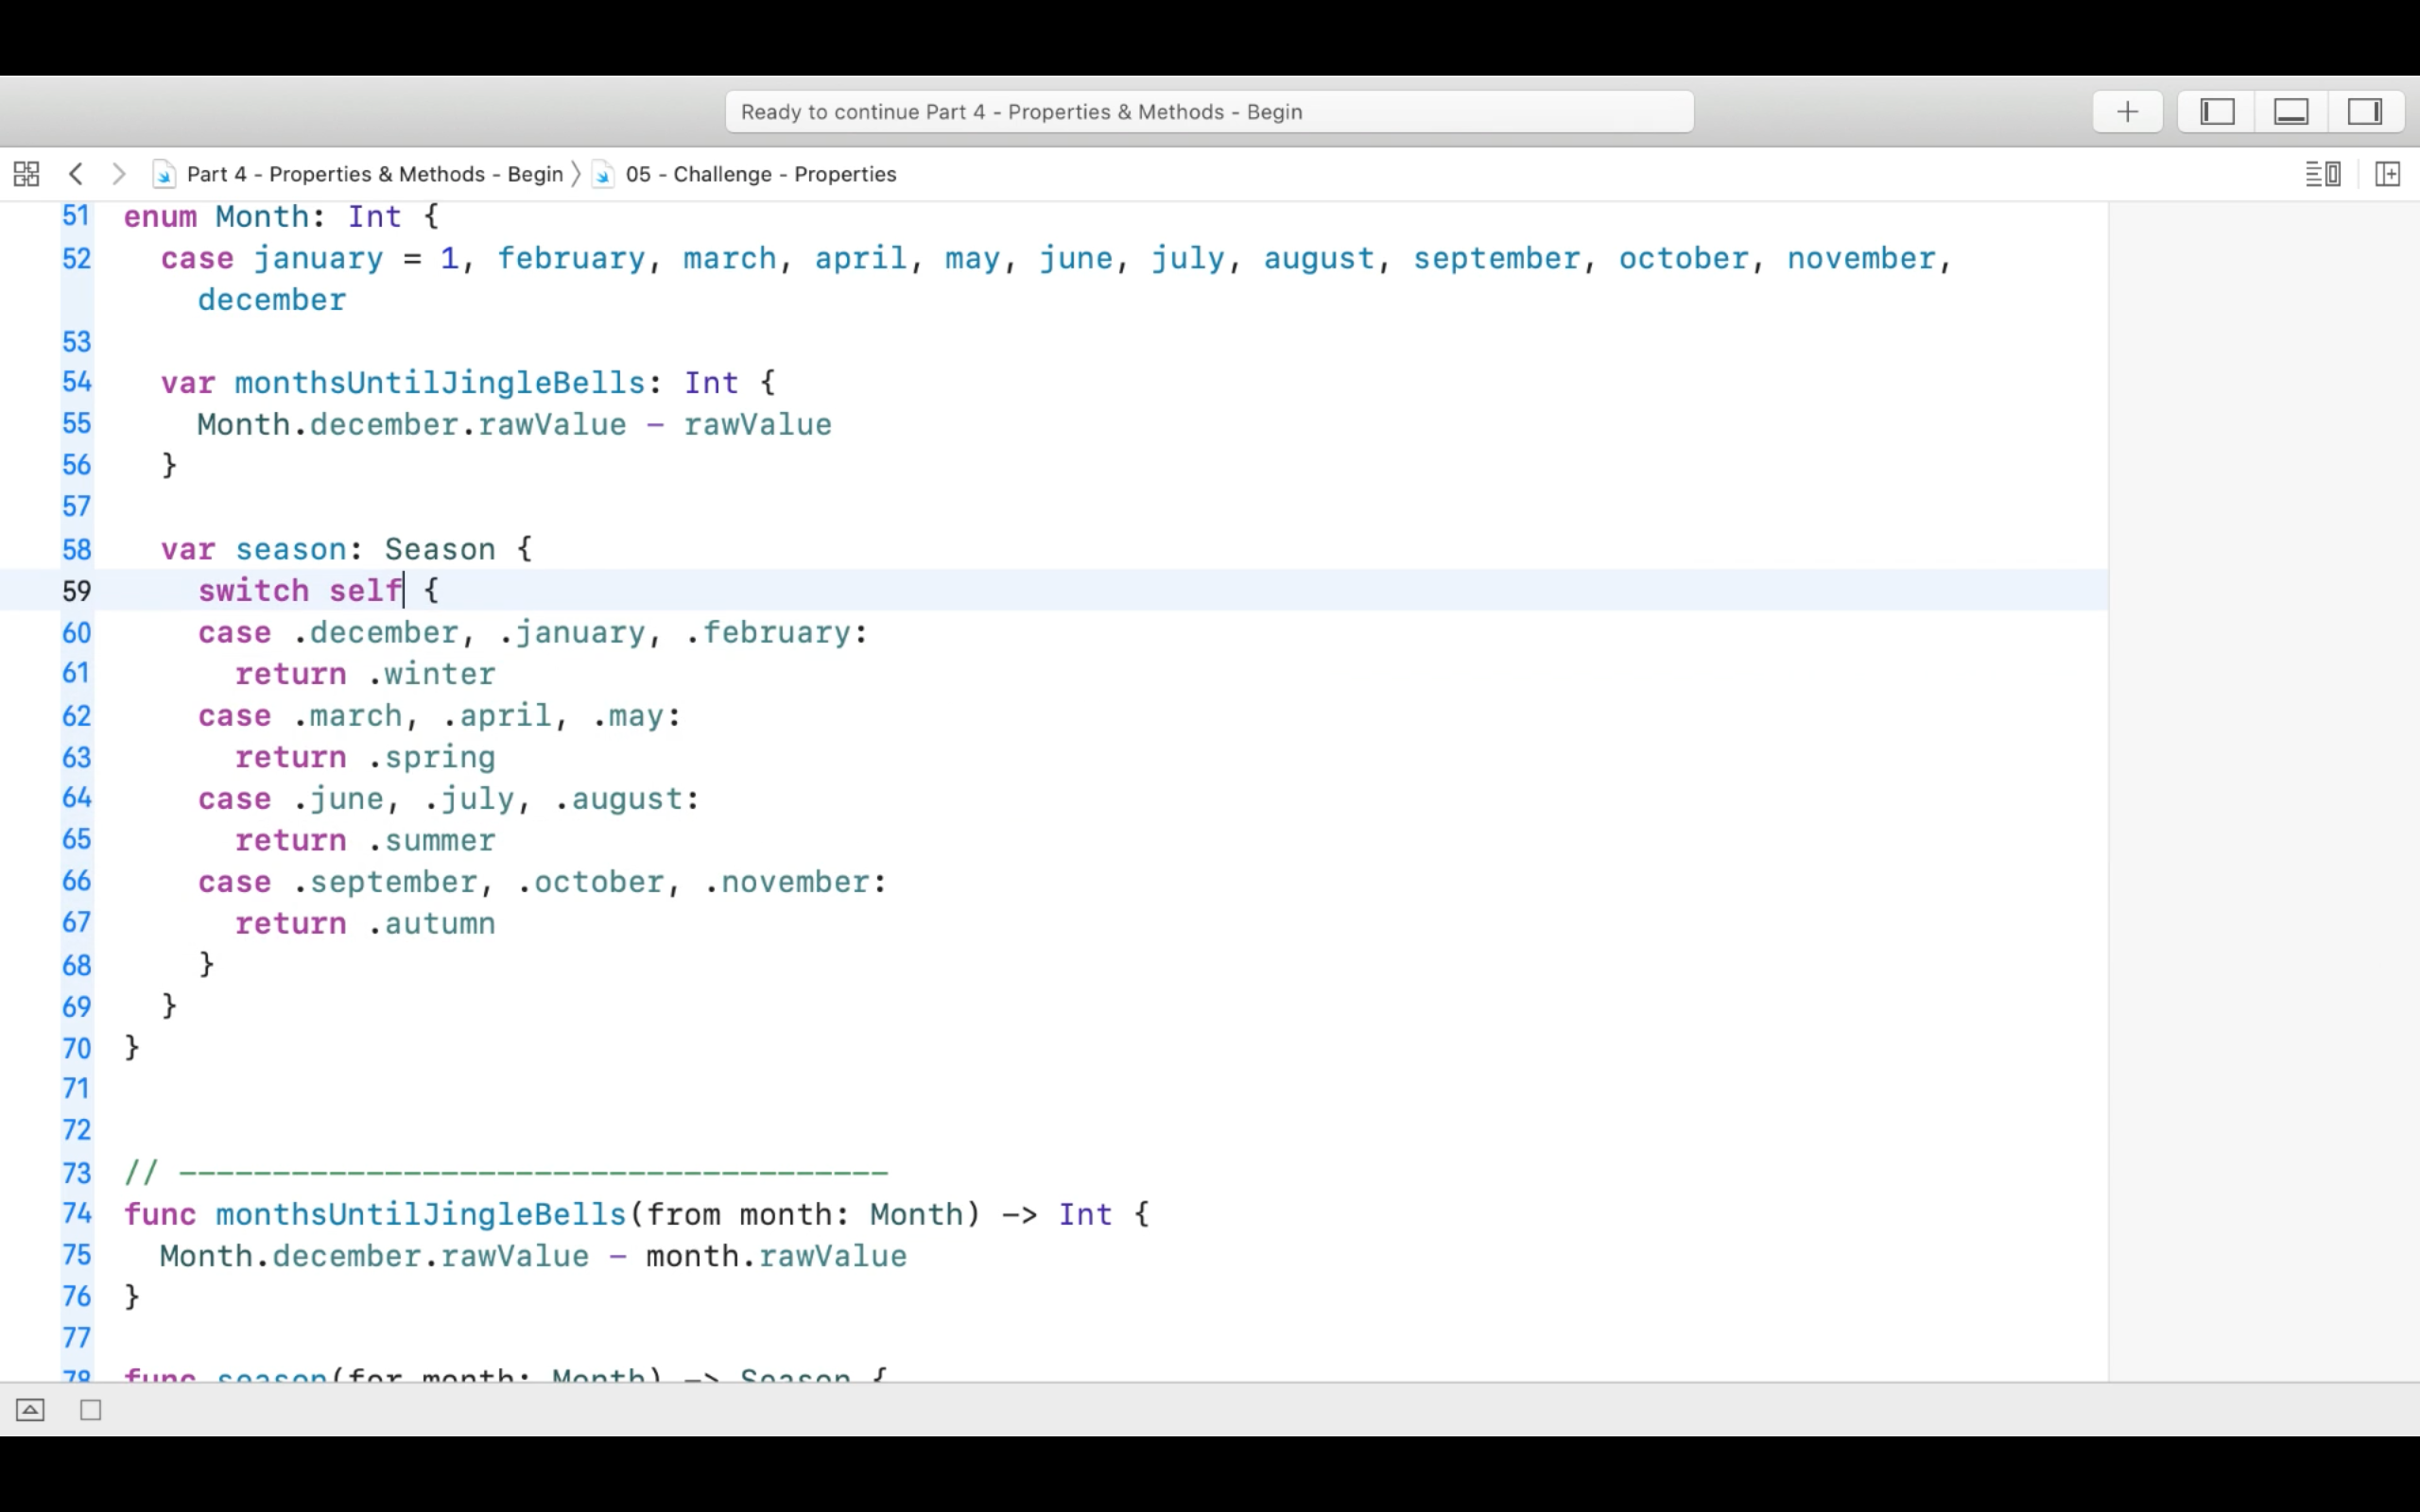 Ready to continue Part 4 - Properties & Methods - Begin
Part 4 - Properties & Methods - Begin 〉 05 - Challenge - Properties
51 enum Month: Int {
52 case january = 1, february, march, april, may, june, july, august, september, october, november,
december
53
54 var monthsUntilJingleBells: Int {
55 Month.december.rawValue - rawValue
56 }
57
58 var season: Season {
59 switch self {
60 case .december, .january, .february:
61 return .winter
62 case .march, .april, .may:
63 return .spring
64 case .june, .july, .august:
65 return .summer
66 case .september, .october, .november:
67 return .autumn
68 }
69 }
70 }
71
72
73 // --------------------------------------
74 func monthsUntilJingleBells(from month: Month) -> Int {
75 Month.december.rawValue - month.rawValue
76 }
77
78 func season(for month: Month) -> Season {